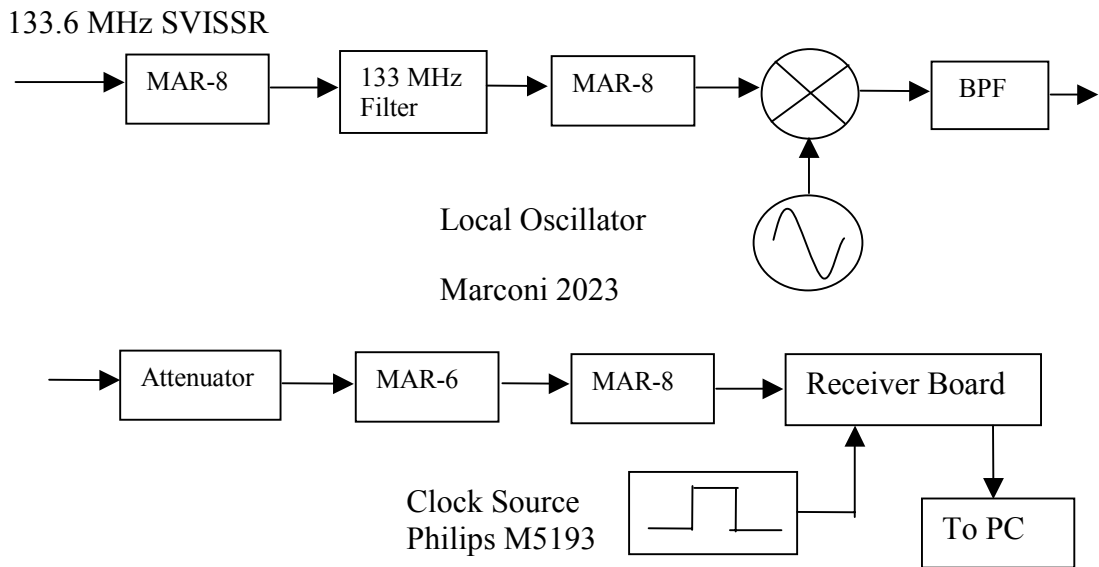 133.6 MHz SVISSR
MAR-8
133 MHz
Filter
MAR-8
BPF
Local Oscillator
Marconi 2023
Attenuator
MAR-6
MAR-8
Receiver Board
Clock Source
Philips M5193
To PC